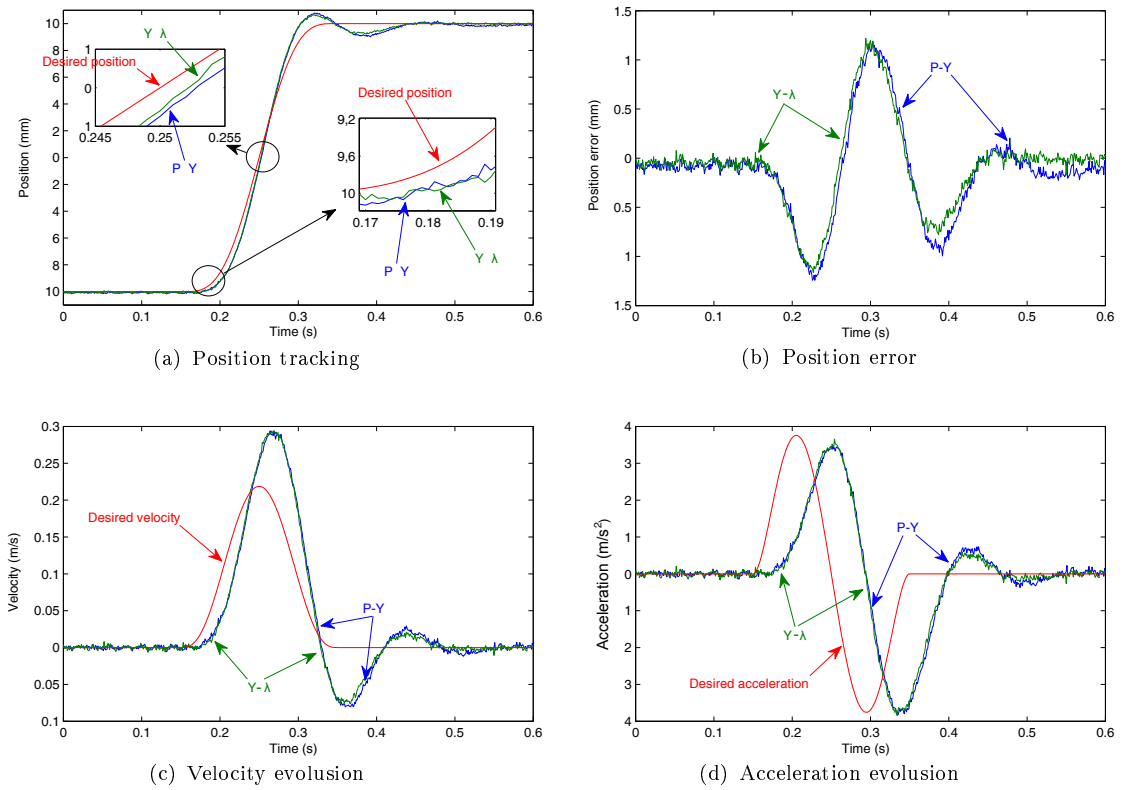 Position (mm)
10
8
6
4
2
0
2
4
6
8
10
0
0.1
0.2
0.3
0.4
0.5
0.6
Time (s)
Y λ
Desired position
1
0
1
0.245
0.25
0.255
P Y
Desired position
9,2
9,6
10
0.17
0.18
0.19
P Y
Y λ
(a) Position tracking
Position error (mm)
1.5
1
0.5
0
0.5
1
1.5
0
0.1
0.2
0.3
0.4
0.5
0.6
Time (s)
Y-λ
P-Y
(b) Position error
Velocity (m/s)
0.3
0.25
0.2
0.15
0.1
0.05
0
0.05
0.1
0
0.1
0.2
0.3
0.4
0.5
0.6
Time (s)
Desired velocity
P-Y
Y-λ
(c) Velocity evolusion
Acceleration (m/s²)
4
3
2
1
0
1
2
3
4
0
0.1
0.2
0.3
0.4
0.5
0.6
Time (s)
P-Y
Y-λ
Desired acceleration
(d) Acceleration evolusion